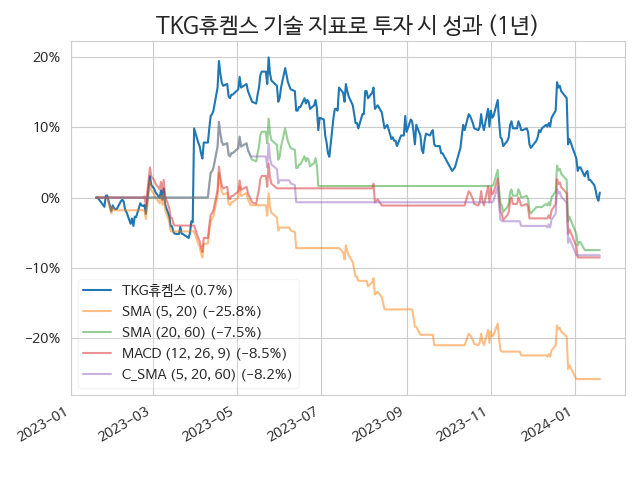 TKG휴켐스 기술 지표로 투자 시 성과 (1년)
20%
10%
0%
−10%
−20%
TKG휴켐스 (0.7%)
SMA (5, 20) (−25.8%)
SMA (20, 60) (−7.5%)
MACD (12, 26, 9) (−8.5%)
C_SMA (5, 20, 60) (−8.2%)
2023−01
2023−03
2023−05
2023−07
2023−09
2023−11
2024−01